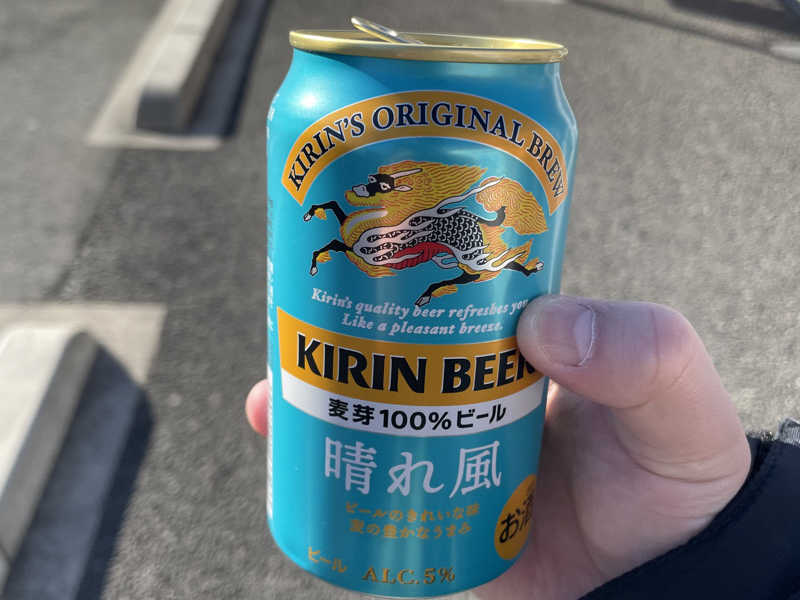 KIRIN'S ORIGINAL BREW
Kirin's quality beer refreshes you
Like a pleasant breeze.
KIRIN BEER
麦芽100%ビール
晴れ風
ビールのきれいな味
麦の豊かなうまみ
お酒
ビール
ALC.5%